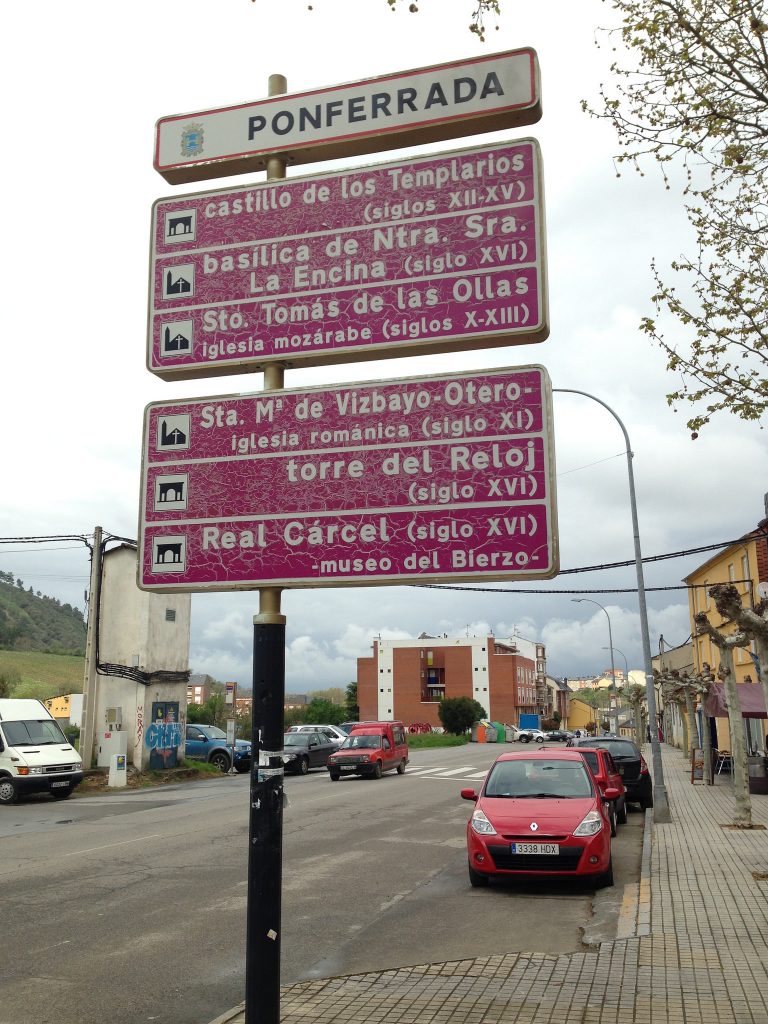 PONFERRADA
castillo de los Templarios
(siglos XII-XV)
basílica de Ntra. Sra.
La Encina (siglo XVI)
Sto. Tomás de las Ollas
iglesia mozárabe (siglos X-XIII)
Sta. Mª de Vizbayo-Otero-
iglesia románica (siglo XI)
torre del Reloj
(siglo XVI)
Real Cárcel (siglo XVI)
-museo del Bierzo-
3338 HDX